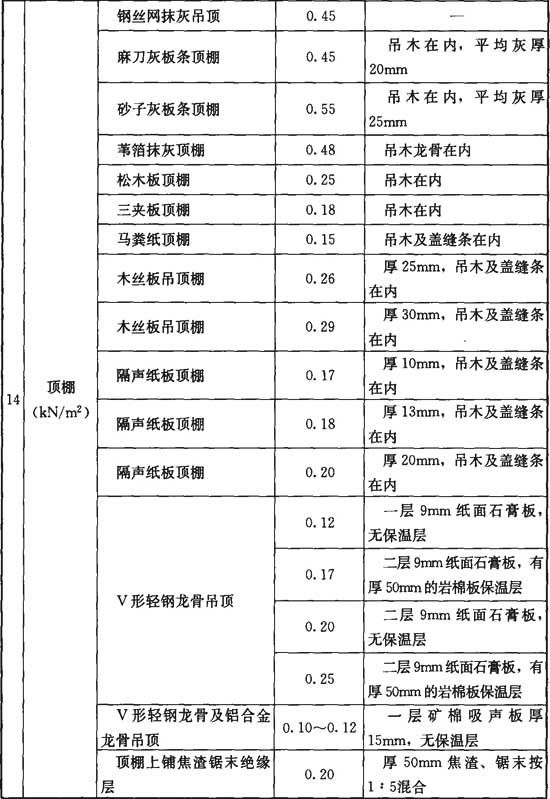 14
顶棚
(kN/m²)
钢丝网抹灰吊顶 0.45 —
麻刀灰板条顶棚 0.45 吊木在内，平均灰厚
20mm
砂子灰板条顶棚 0.55 吊木在内，平均灰厚
25mm
苇箔抹灰顶棚 0.48 吊木龙骨在内
松木板顶棚 0.25 吊木在内
三夹板顶棚 0.18 吊木在内
马粪纸顶棚 0.15 吊木及盖缝条在内
木丝板吊顶棚 0.26 厚25mm，吊木及盖缝条
在内
木丝板吊顶棚 0.29 厚30mm，吊木及盖缝条
在内
隔声纸板顶棚 0.17 厚10mm，吊木及盖缝条
在内
隔声纸板顶棚 0.18 厚13mm，吊木及盖缝条
在内
隔声纸板顶棚 0.20 厚20mm，吊木及盖缝条
在内
V形轻钢龙骨吊顶
0.12 一层9mm纸面石膏板，
无保温层
0.17 二层9mm纸面石膏板，有
厚50mm的岩棉板保温层
0.20 二层9mm纸面石膏板，
无保温层
0.25 二层9mm纸面石膏板，有
厚50mm的岩棉板保温层
V形轻钢龙骨及铝合金
龙骨吊顶
0.10～0.12
一层矿棉吸声板厚
15mm，无保温层
顶棚上铺焦渣锯末绝缘
层
0.20
厚50mm焦渣、锯末按
1：5混合